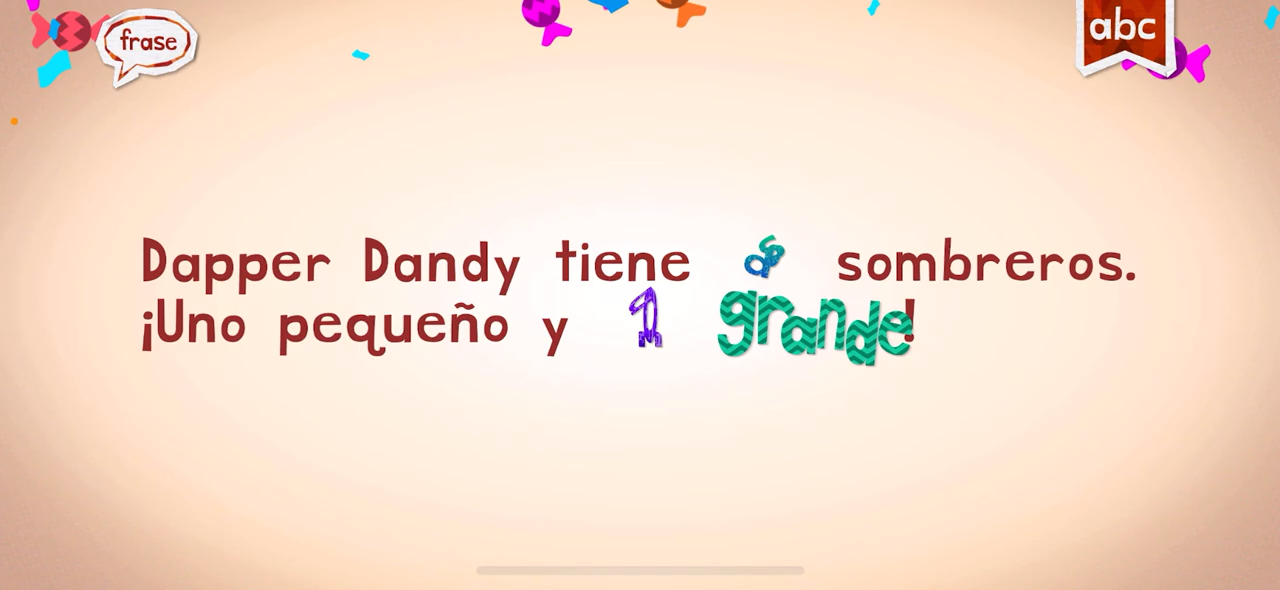 frase
abc
Dapper Dandy tiene sombreros.
¡Uno pequeño y 1 grande!